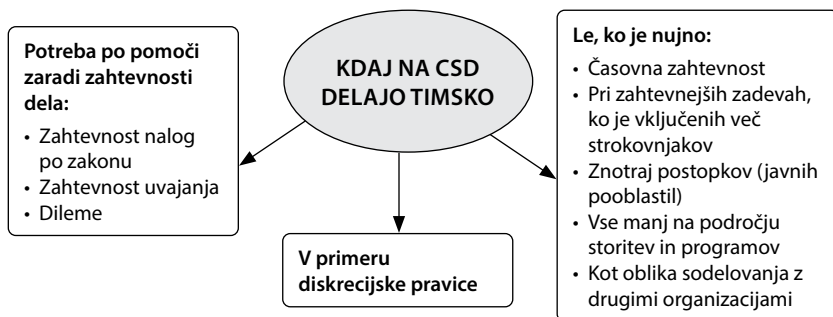 KDAJ NA CSD
DELAJO TIMSKO
Potreba po pomoči
zaradi zahtevnosti
dela:
• Zahtevnost nalog
po zakonu
• Zahtevnost uvajanja
• Dileme
V primeru
diskrecijske pravice
Le, ko je nujno:
• Časovna zahtevnost
• Pri zahtevnejših zadevah,
ko je vključenih več
strokovnjakov
• Znotraj postopkov (javnih
pooblastil)
• Vse manj na področju
storitev in programov
• Kot oblika sodelovanja z
drugimi organizacijami